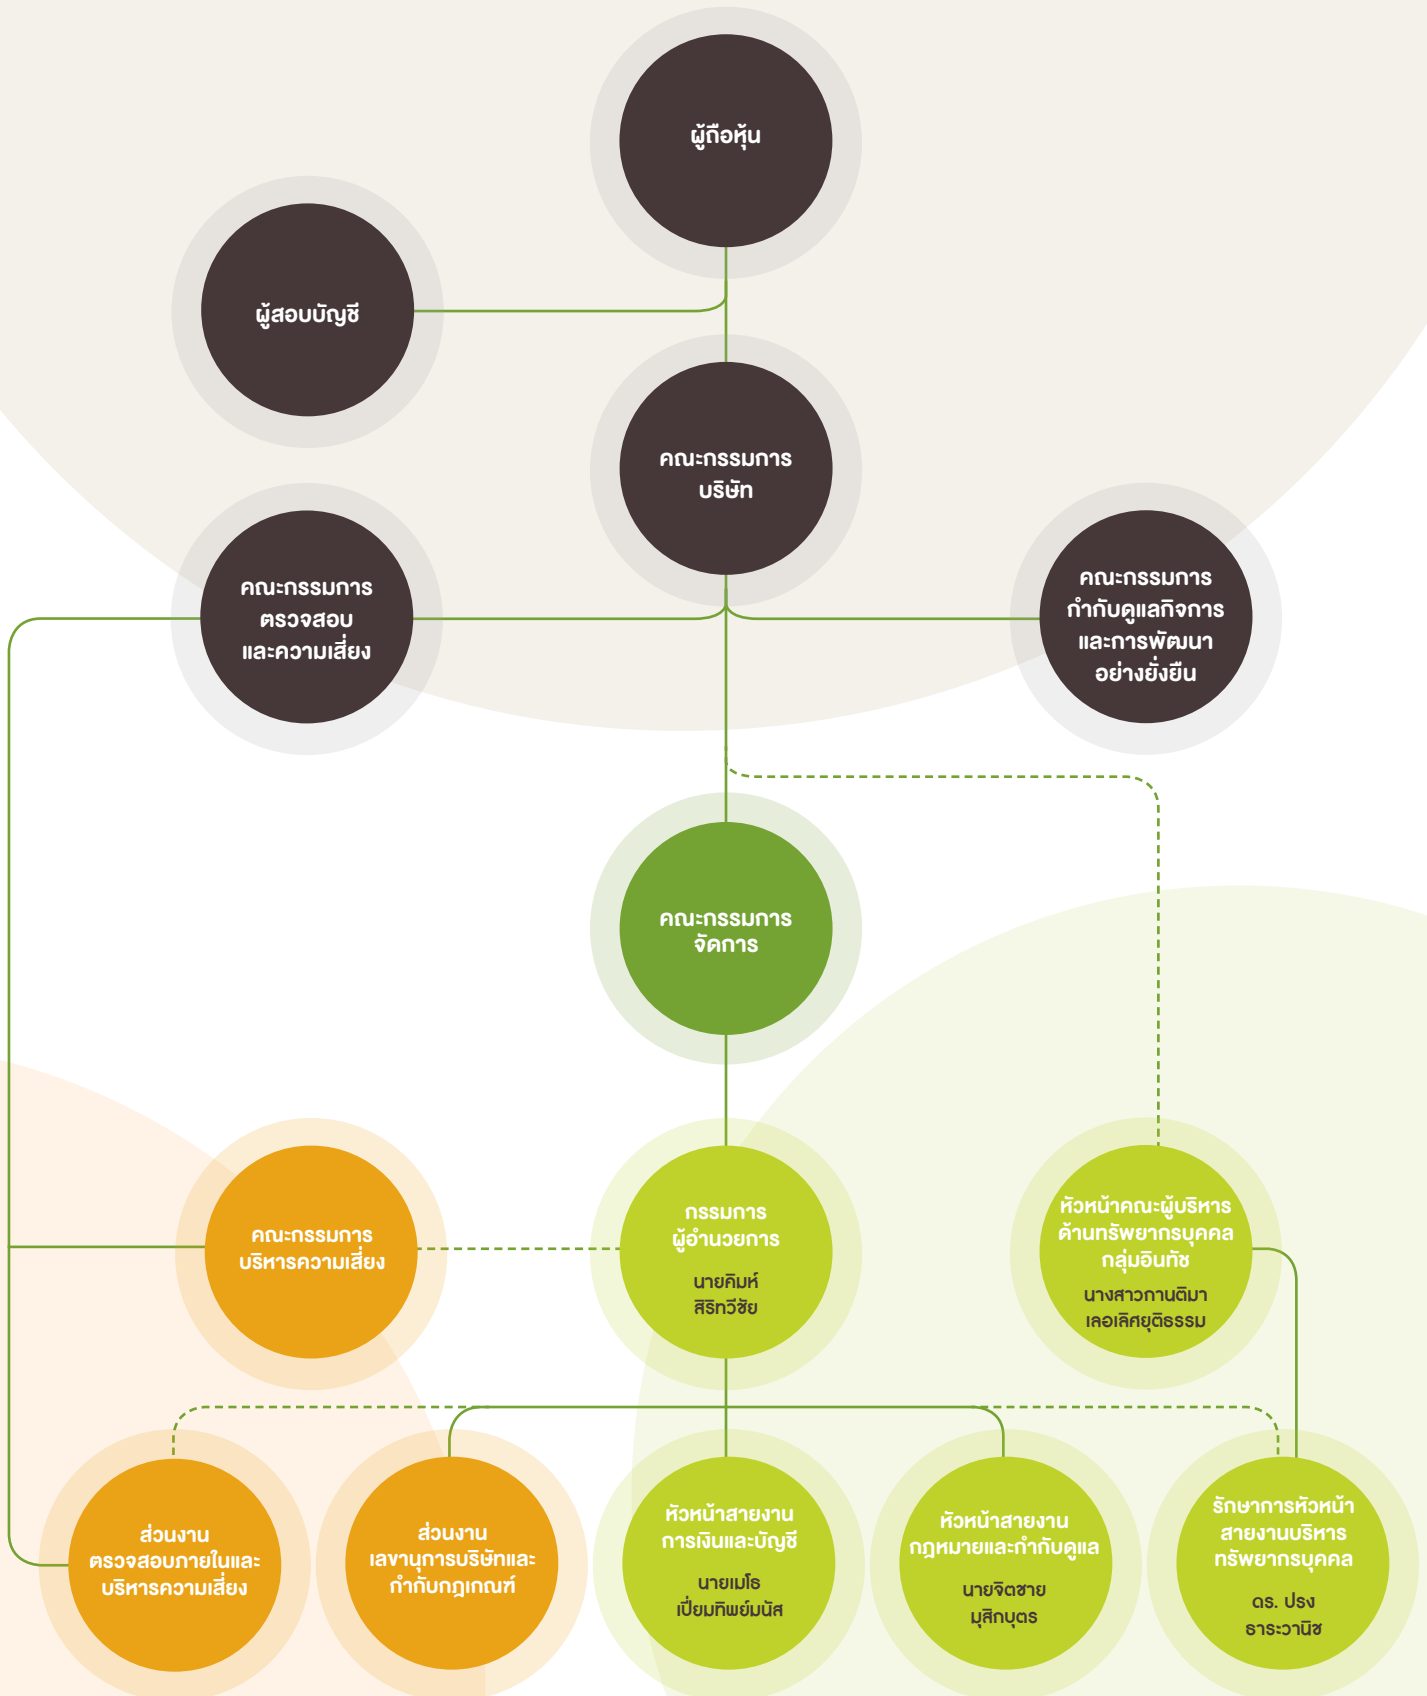 ผู้ถือหุ้น
ผู้สอบบัญชี
คณะกรรมการ
บริษัท
คณะกรรมการ
ตรวจสอบ
และความเสี่ยง
คณะกรรมการ
กำกับดูแลกิจการ
และการพัฒนา
อย่างยั่งยืน
คณะกรรมการ
จัดการ
คณะกรรมการ
บริหารความเสี่ยง
กรรมการ
ผู้อำนวยการ
นายคิมห์
สิริทวีชัย
หัวหน้าคณะผู้บริหาร
ด้านทรัพยากรบุคคล
กลุ่มอินทัช
นางสาวกานติมา
เลอเลิศยุติธรรม
ส่วนงาน
ตรวจสอบภายในและ
บริหารความเสี่ยง
ส่วนงาน
เลขานุการบริษัทและ
กำกับกฎเกณฑ์
หัวหน้าสายงาน
การเงินและบัญชี
นายเมโธ
เปี่ยมทิพย์มนัส
หัวหน้าสายงาน
กฎหมายและกำกับดูแล
นายจิตชาย
มุสิกบุตร
รักษาการหัวหน้า
สายงานบริหาร
ทรัพยากรบุคคล
ดร. ปรง
ธาระวานิช